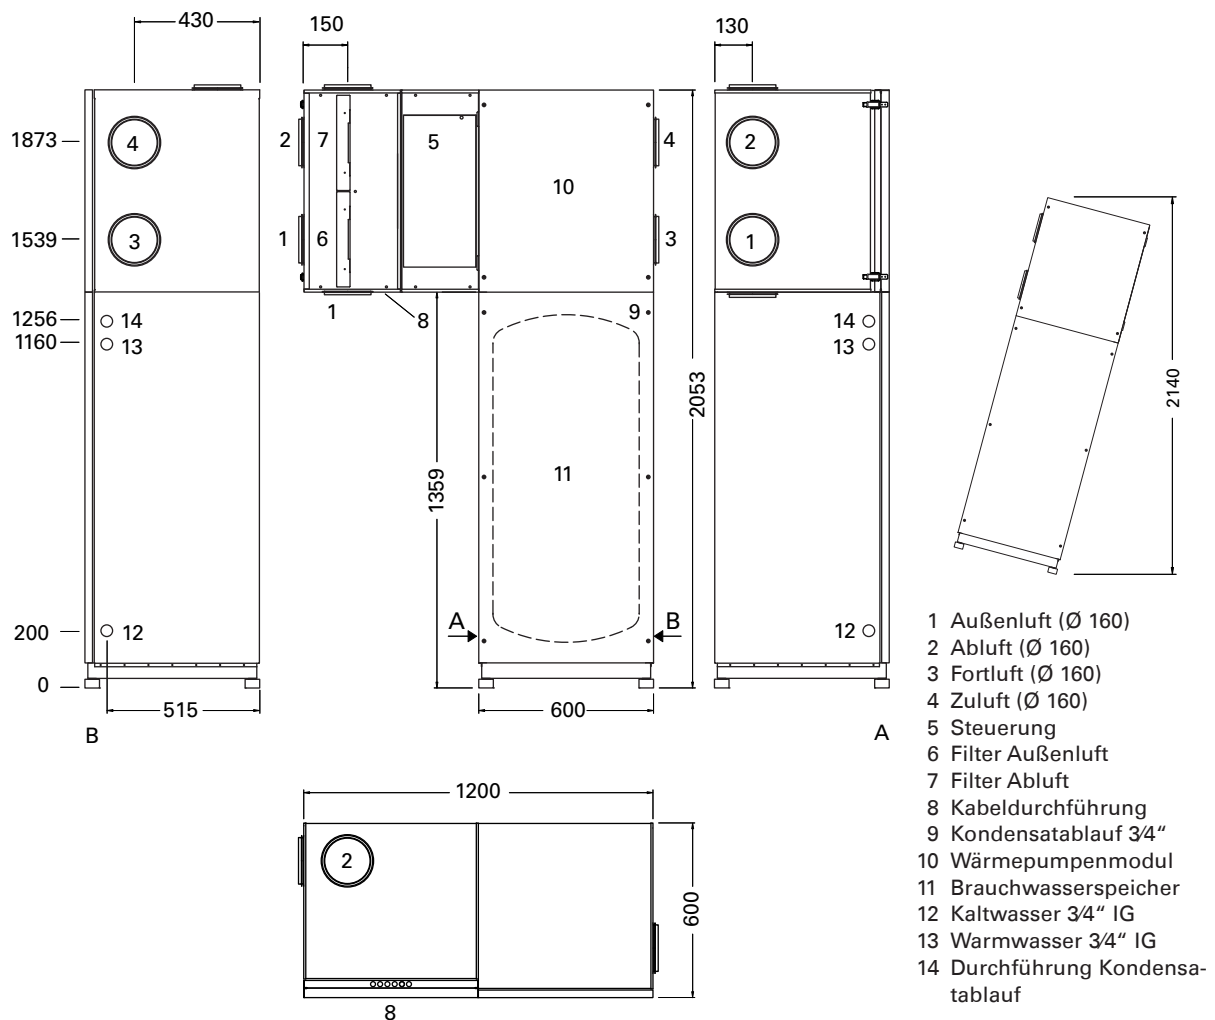 430
150
130
1873
4
2
7
5
4
2
10
1539
3
1
6
3
1
1
8
9
1256
14
14
1160
13
13
2053
2140
1359
11
A
B
200
12
12
0
515
600
B
A
1200
2
600
8
1 Außenluft (Ø 160)
2 Abluft (Ø 160)
3 Fortluft (Ø 160)
4 Zuluft (Ø 160)
5 Steuerung
6 Filter Außenluft
7 Filter Abluft
8 Kabeldurchführung
9 Kondensatablauf 3/4“
10 Wärmepumpenmodul
11 Brauchwasserspeicher
12 Kaltwasser 3/4“ IG
13 Warmwasser 3/4“ IG
14 Durchführung Kondensa-
tablauf